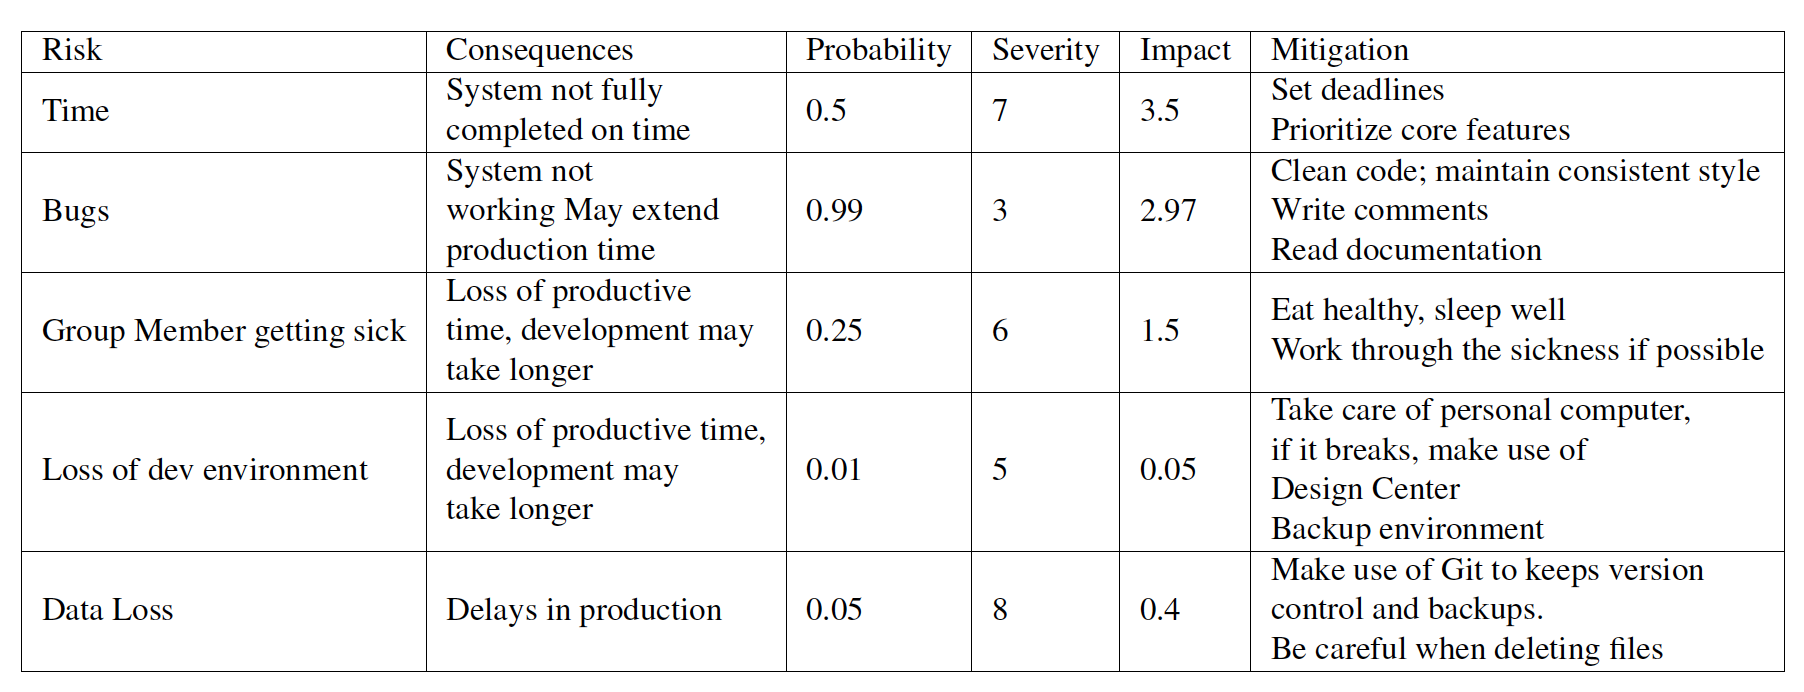 Risk Consequences Probability Severity Impact Mitigation
Time
System not fully
completed on time
0.5
7
3.5
Set deadlines
Prioritize core features
Bugs
System not
working May extend
production time
0.99
3
2.97
Clean code; maintain consistent style
Write comments
Read documentation
Group Member getting sick
Loss of productive
time, development may
take longer
0.25
6
1.5
Eat healthy, sleep well
Work through the sickness if possible
Loss of dev environment
Loss of productive time,
development may
take longer
0.01
5
0.05
Take care of personal computer,
if it breaks, make use of
Design Center
Backup environment
Data Loss
Delays in production
0.05
8
0.4
Make use of Git to keeps version
control and backups.
Be careful when deleting files